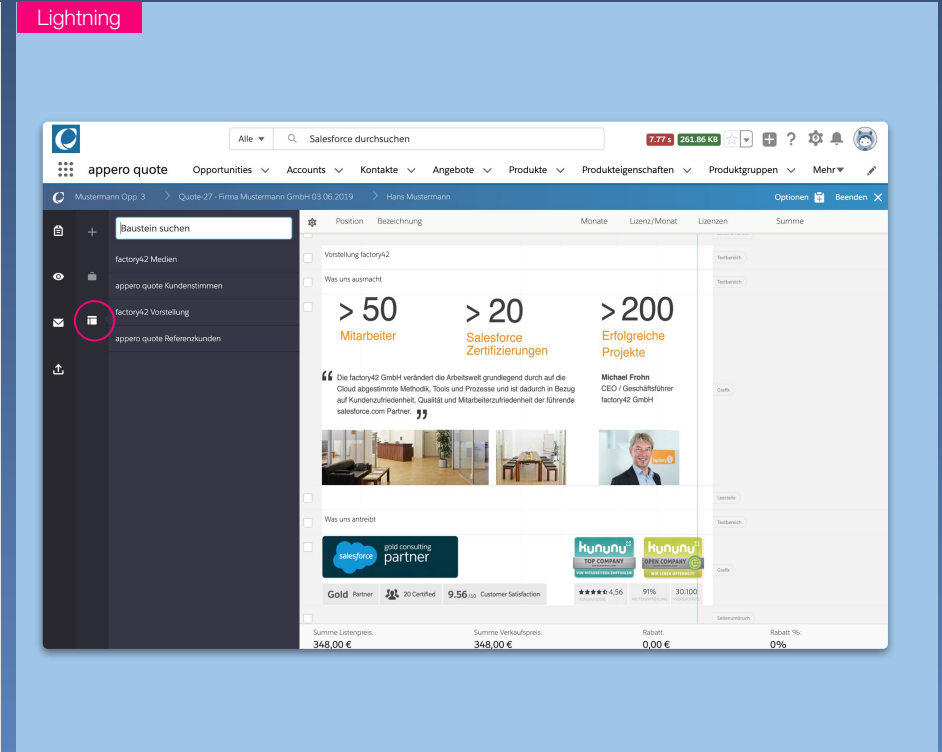 Lightning
Alle
Salesforce durchsuchen
7.77 s
261.86 KB
appero quote
Opportunities
Accounts
Kontakte
Angebote
Produkte
Produkteigenschaften
Produktgruppen
Mehr
Mustermann Opp. 3
Quote-27 - Firma Mustermann GmbH 03.06.2019
Hans Mustermann
Optionen
Beenden
Baustein suchen
factory42 Medien
appero quote Kundenstimmen
factory42 Vorstellung
appero quote Referenzkunden
Position
Bezeichnung
Monate
Lizenz/Monat
Lizenzen
Summe
Vorstellung factory42
Textbereich
Was uns ausmacht
Textbereich
> 50
Mitarbeiter
> 20
Salesforce
Zertifizierungen
> 200
Erfolgreiche
Projekte
Die factory42 GmbH verändert die Arbeitswelt grundlegend durch auf die
Cloud abgestimmte Methodik, Tools und Prozesse und ist dadurch in Bezug
auf Kundenzufriedenheit, Qualität und Mitarbeiterzufriedenheit der führende
salesforce.com Partner.
Michael Frohn
CEO / Geschäftsführer
factory42 GmbH
Grafik
Leerzeile
Was uns antreibt
Textbereich
salesforce
gold consulting
partner
kununu
TOP COMPANY
kununu
OPEN COMPANY
Grafik
Gold Partner
20 Certified
9.56 /10 Customer Satisfaction
4,56
91%
30.100
Seitenumbruch
Summe Listenpreis:
348,00 €
Summe Verkaufspreis:
348,00 €
Rabatt:
0,00 €
Rabatt %:
0%